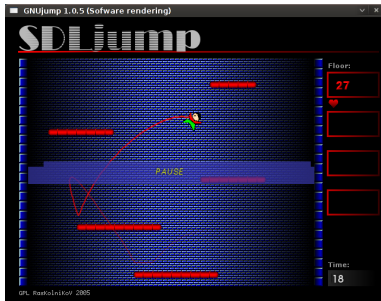 GNUjump 1.0.5 (Sofware rendering)
SDLjump
Floor:
27
PAUSE
Time:
18
GPL RasKolniKoV 2005